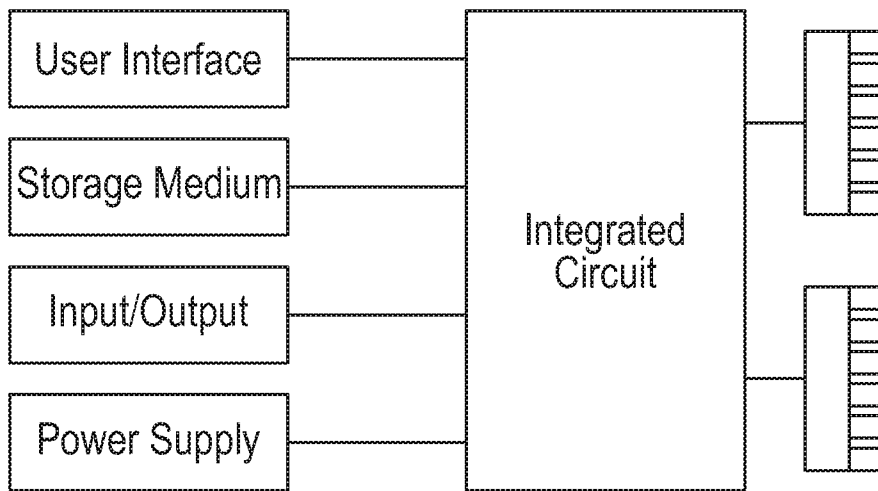 User Interface
Storage Medium
Input/Output
Power Supply
Integrated
Circuit